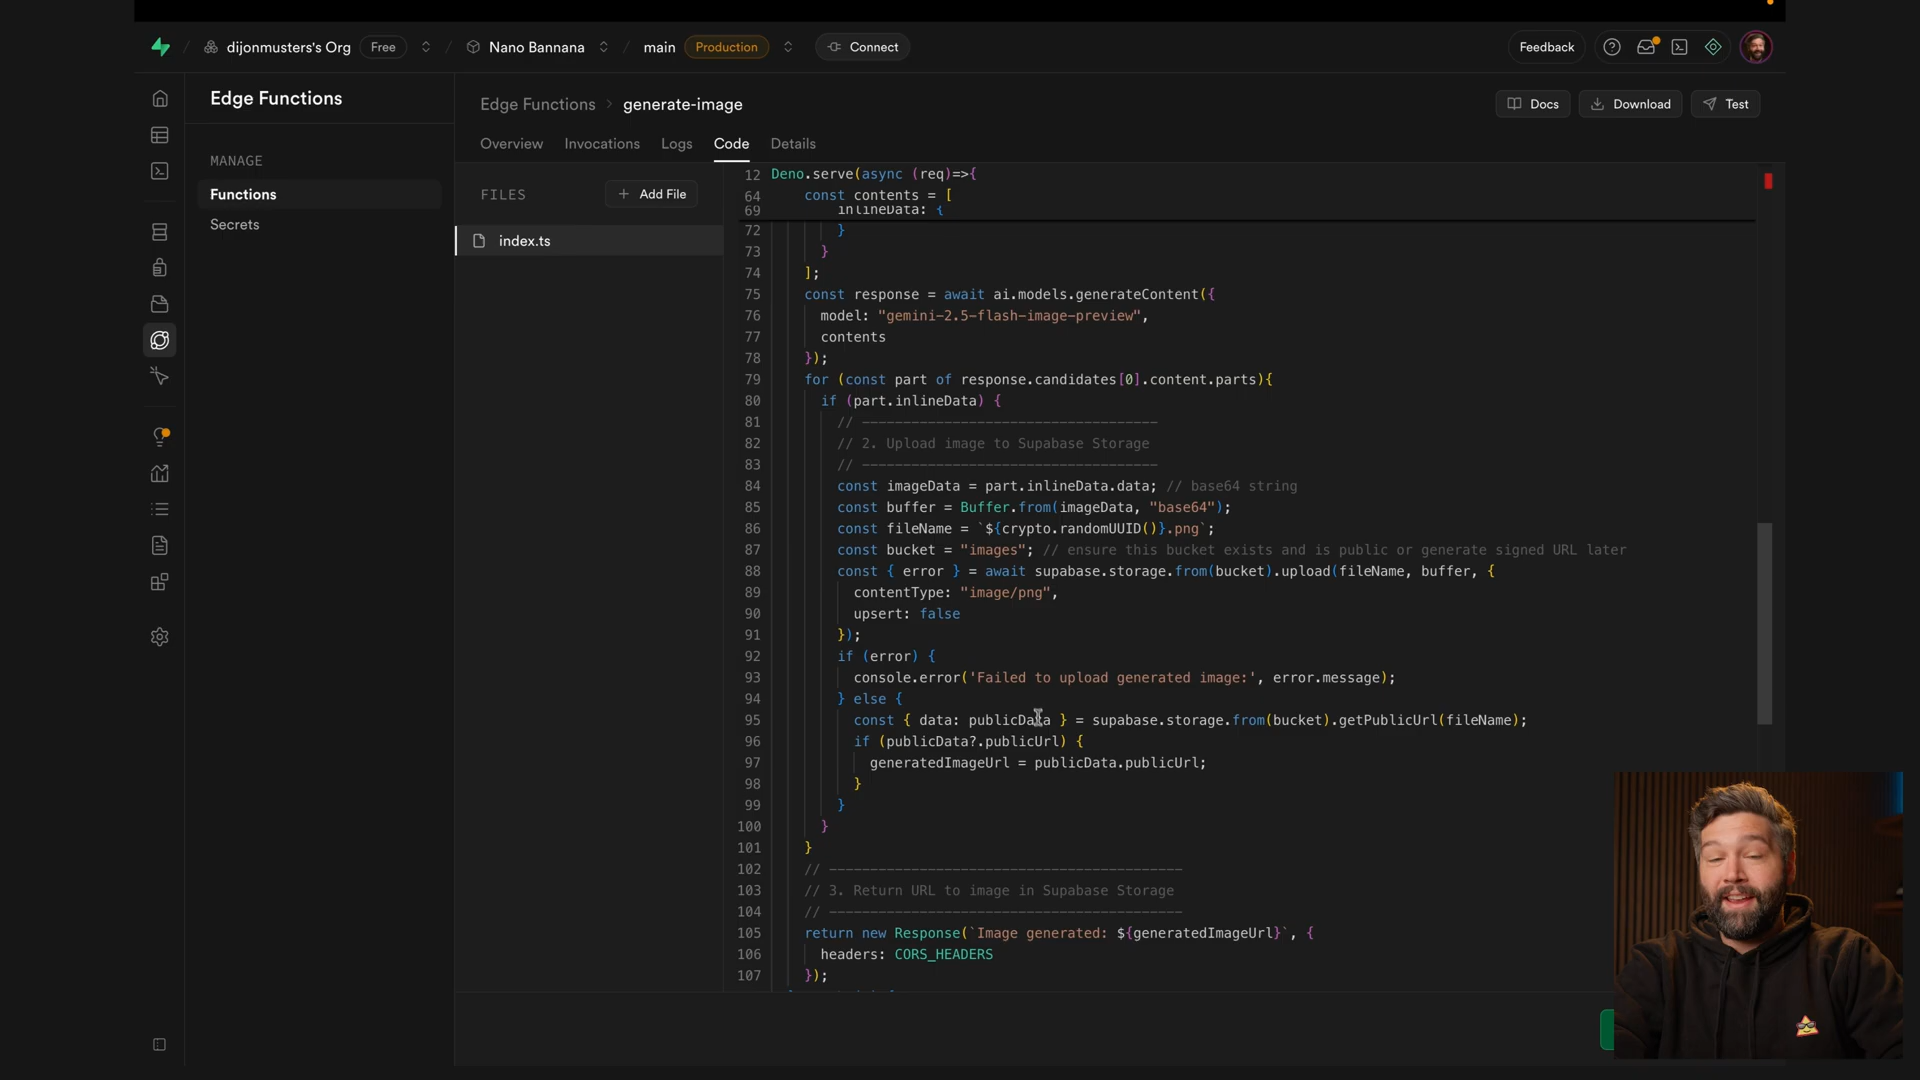 dijonmusters's Org Free Nano Bannana main Production Connect Feedback
Edge Functions
MANAGE
Functions
Secrets
Edge Functions > generate-image
Docs Download Test
Overview Invocations Logs Code Details
FILES + Add File
index.ts
12 Deno.serve(async (req)=>{
64 const contents = [
69 inlineData: {
72 }
73 }
74 ];
75 const response = await ai.models.generateContent({
76 model: "gemini-2.5-flash-image-preview",
77 contents
78 });
79 for (const part of response.candidates[0].content.parts){
80 if (part.inlineData) {
81 // ------------------------------------
82 // 2. Upload image to Supabase Storage
83 // ------------------------------------
84 const imageData = part.inlineData.data; // base64 string
85 const buffer = Buffer.from(imageData, "base64");
86 const fileName = `${crypto.randomUUID()}.png`;
87 const bucket = "images"; // ensure this bucket exists and is public or generate signed URL later
88 const { error } = await supabase.storage.from(bucket).upload(fileName, buffer, {
89 contentType: "image/png",
90 upsert: false
91 });
92 if (error) {
93 console.error('Failed to upload generated image:', error.message);
94 } else {
95 const { data: publicData } = supabase.storage.from(bucket).getPublicUrl(fileName);
96 if (publicData?.publicUrl) {
97 generatedImageUrl = publicData.publicUrl;
98 }
99 }
100 }
101 }
102 // -------------------------------------------
103 // 3. Return URL to image in Supabase Storage
104 // -------------------------------------------
105 return new Response(`Image generated: ${generatedImageUrl}`, {
106 headers: CORS_HEADERS
107 });